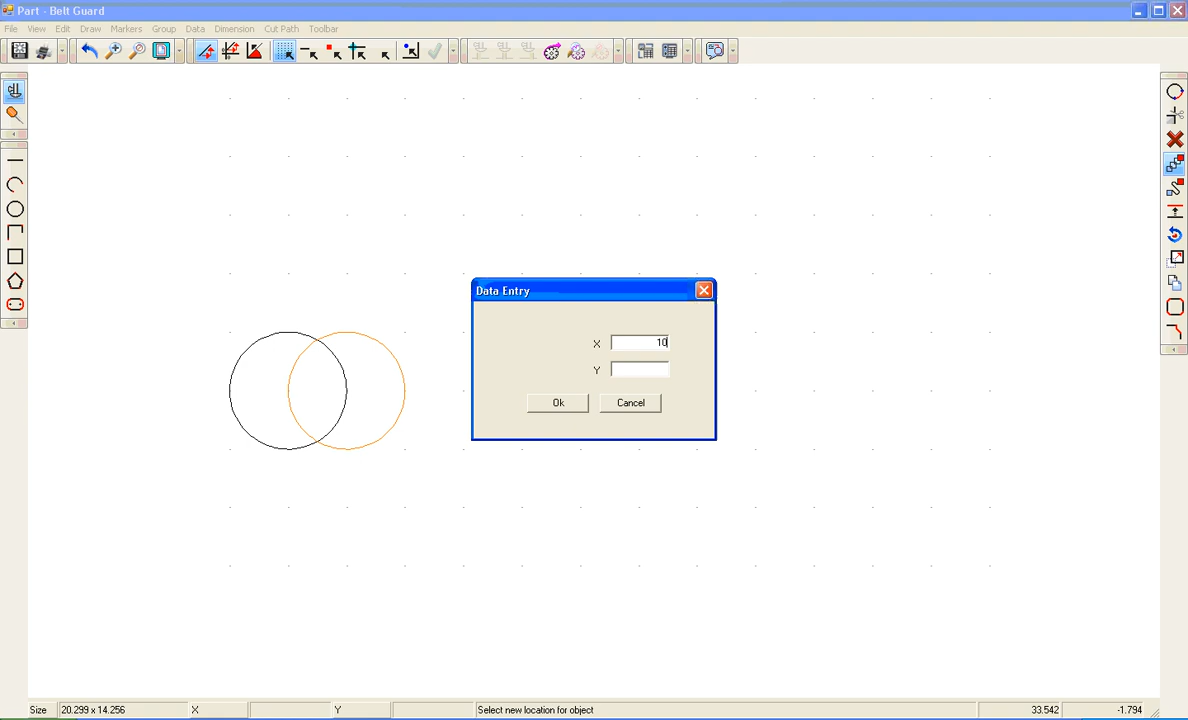 Part - Belt Guard
File View Edit Draw Markers Group Data Dimension Cut Path Toolbar
Data Entry
X 10
Y
Ok Cancel
Size 20.299 x 14.256 X Y Select new location for object 33.542 -1.794